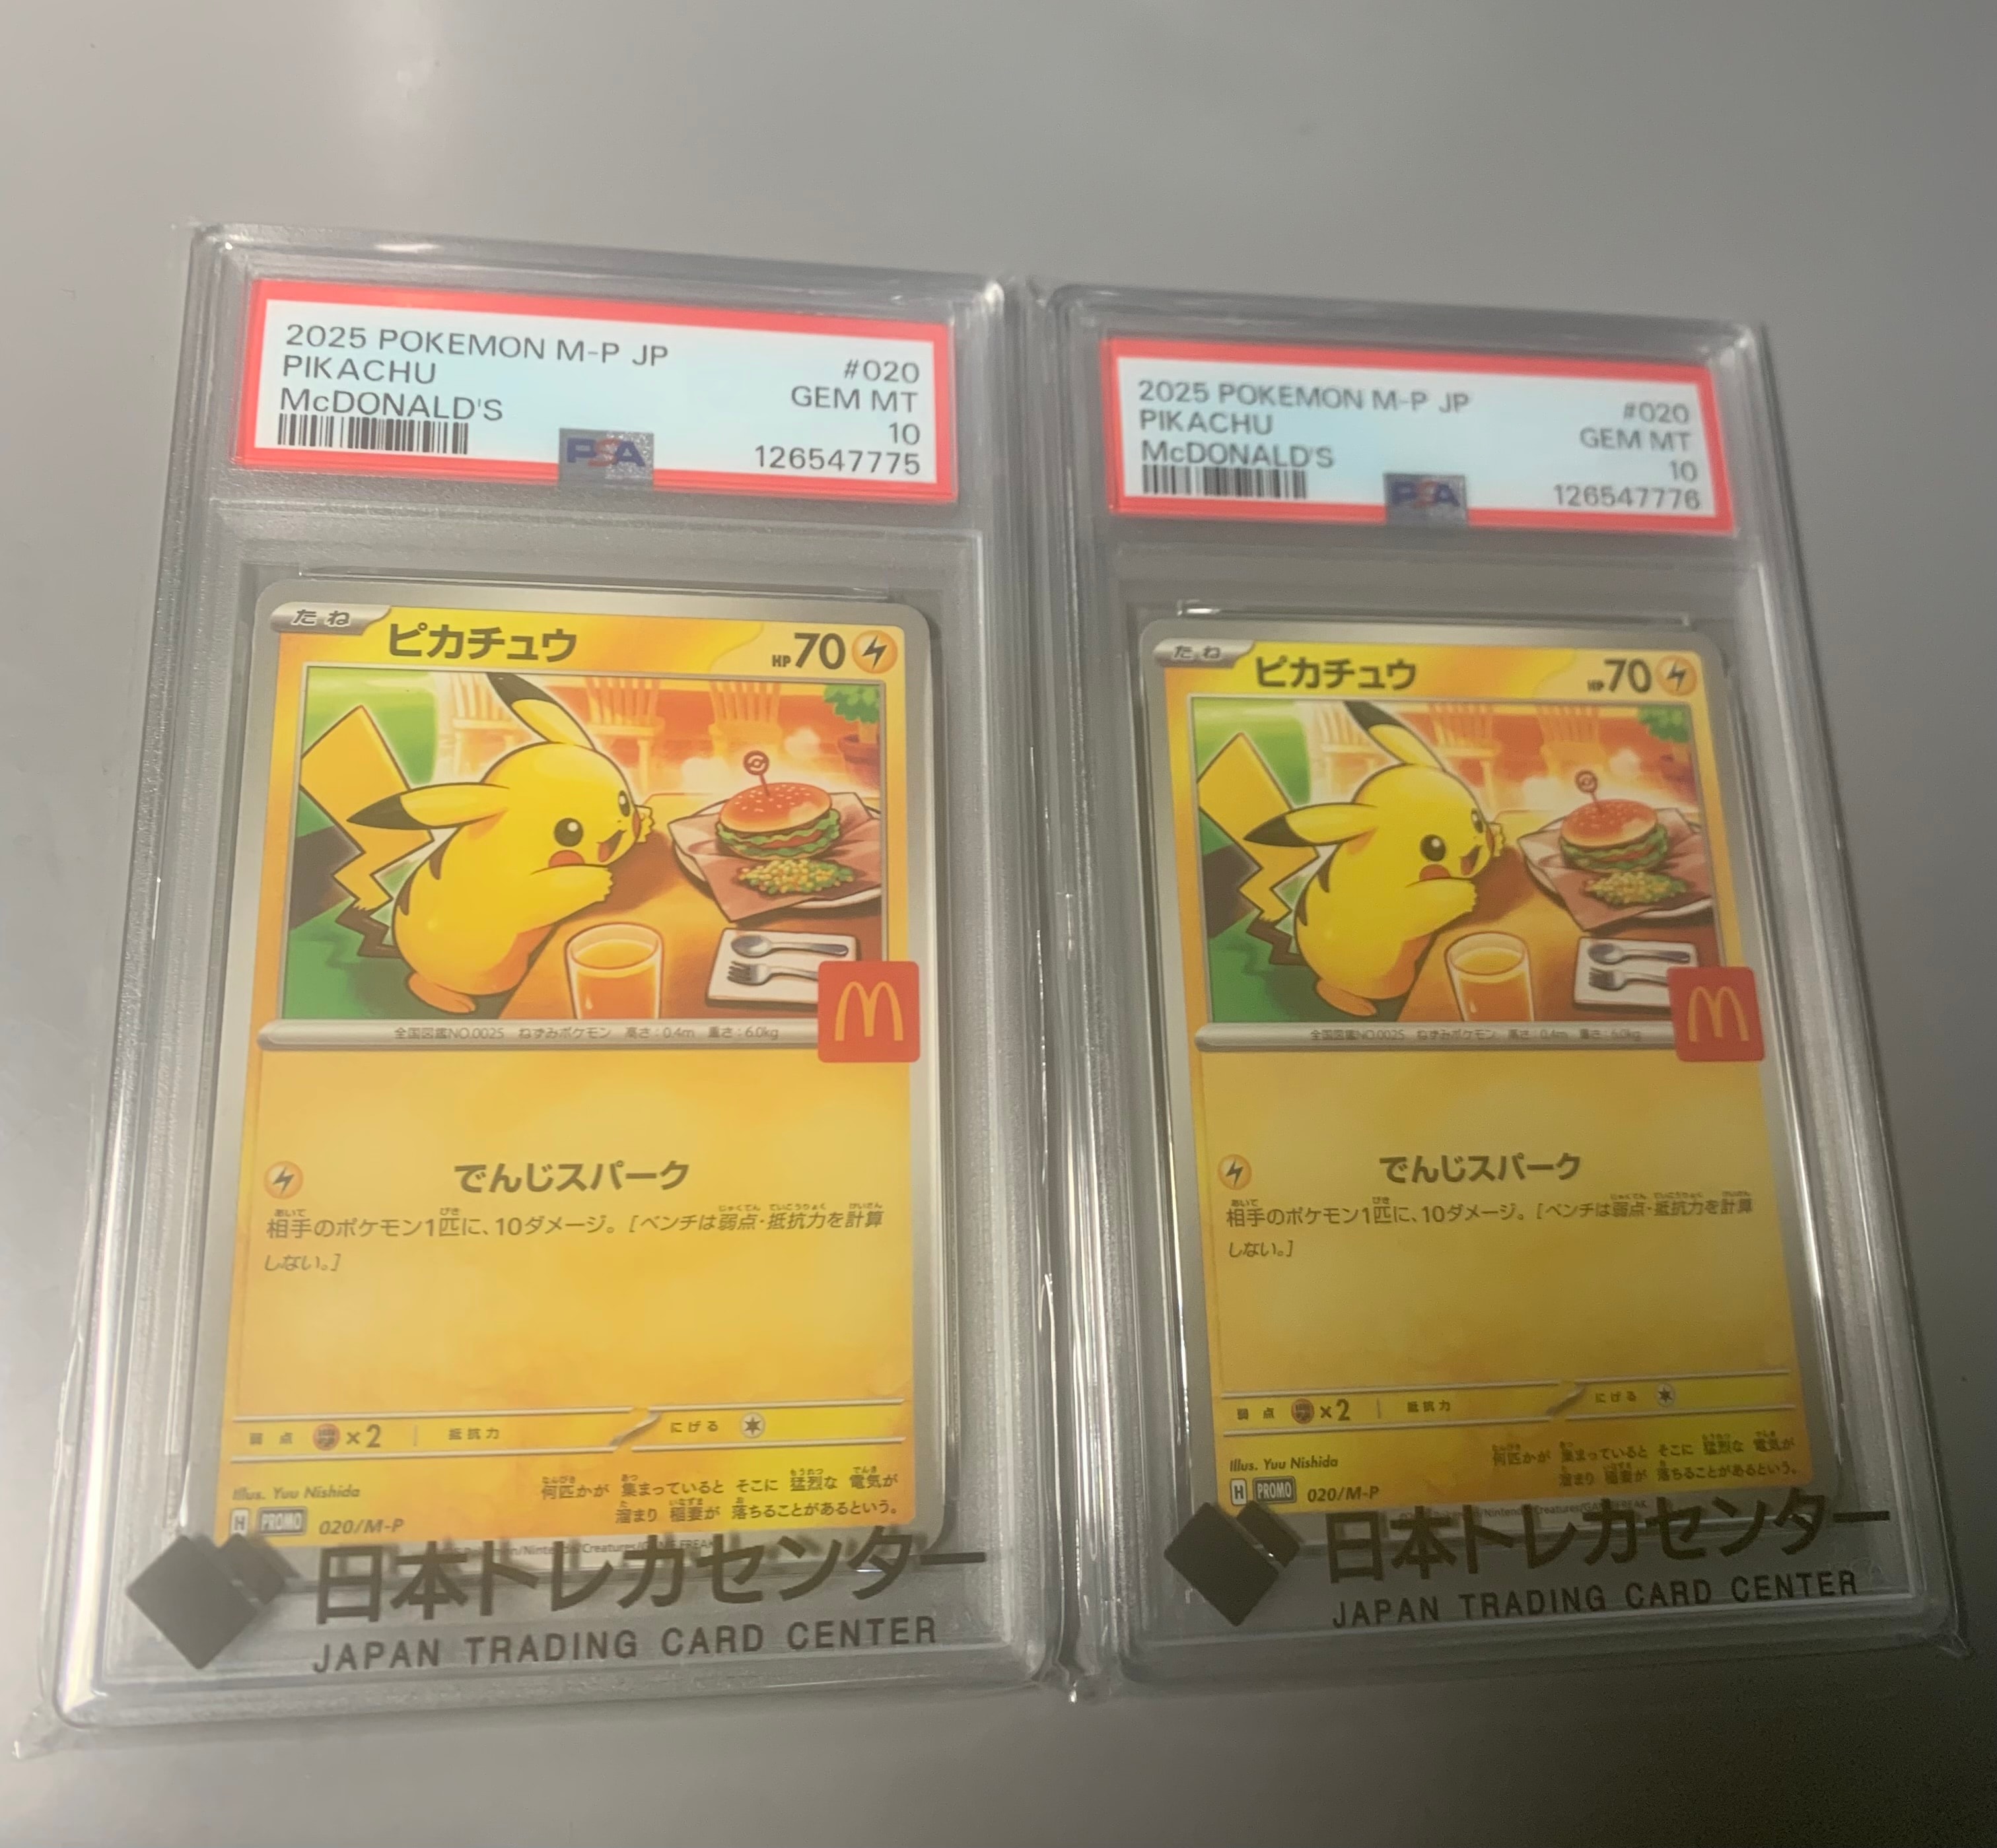 2025 POKEMON M-P JP
#020
PIKACHU
GEM MT
McDONALD'S
10
PSA
126547775
たね
ピカチュウ
HP 70
M
全国図鑑NO.0025 ねずみポケモン 高さ:0.4m 重さ:6.0kg
でんじスパーク
相手のポケモン1匹に、10ダメージ。[ベンチは弱点・抵抗力を計算
しない。]
弱点 ×2 抵抗力 にげる
Illus. Yuu Nishida
何匹かが 集まっていると そこに 猛烈な 電気が
溜まり 稲妻が 落ちることがあるという。
H PROMO 020/M-P
日本トレカセンター
JAPAN TRADING CARD CENTER
2025 POKEMON M-P JP
#020
PIKACHU
GEM MT
McDONALD'S
10
PSA
126547776
たね
ピカチュウ
HP 70
M
全国図鑑NO.0025 ねずみポケモン 高さ:0.4m 重さ:6.0kg
でんじスパーク
相手のポケモン1匹に、10ダメージ。[ベンチは弱点・抵抗力を計算
しない。]
弱点 ×2 抵抗力 にげる
Illus. Yuu Nishida
何匹かが 集まっていると そこに 猛烈な 電気が
溜まり 稲妻が 落ちることがあるという。
H PROMO 020/M-P
日本トレカセンター
JAPAN TRADING CARD CENTER